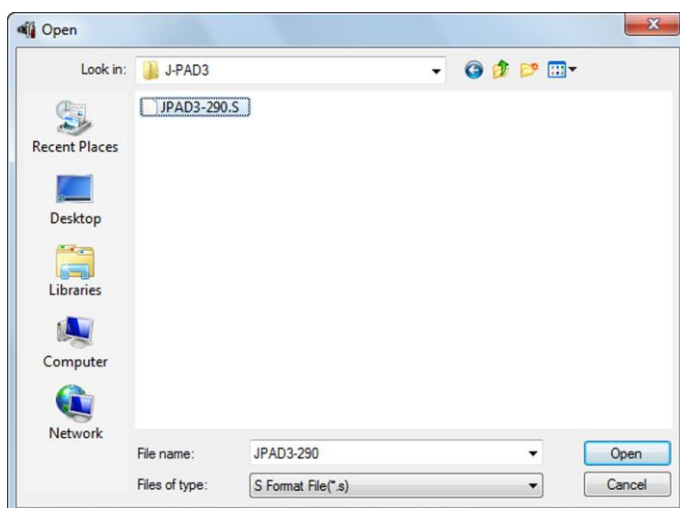 Open
Look in: J-PAD3
JPAD3-290.S
Recent Places
Desktop
Libraries
Computer
Network
File name: JPAD3-290 Open
Files of type: S Format File(*.s) Cancel